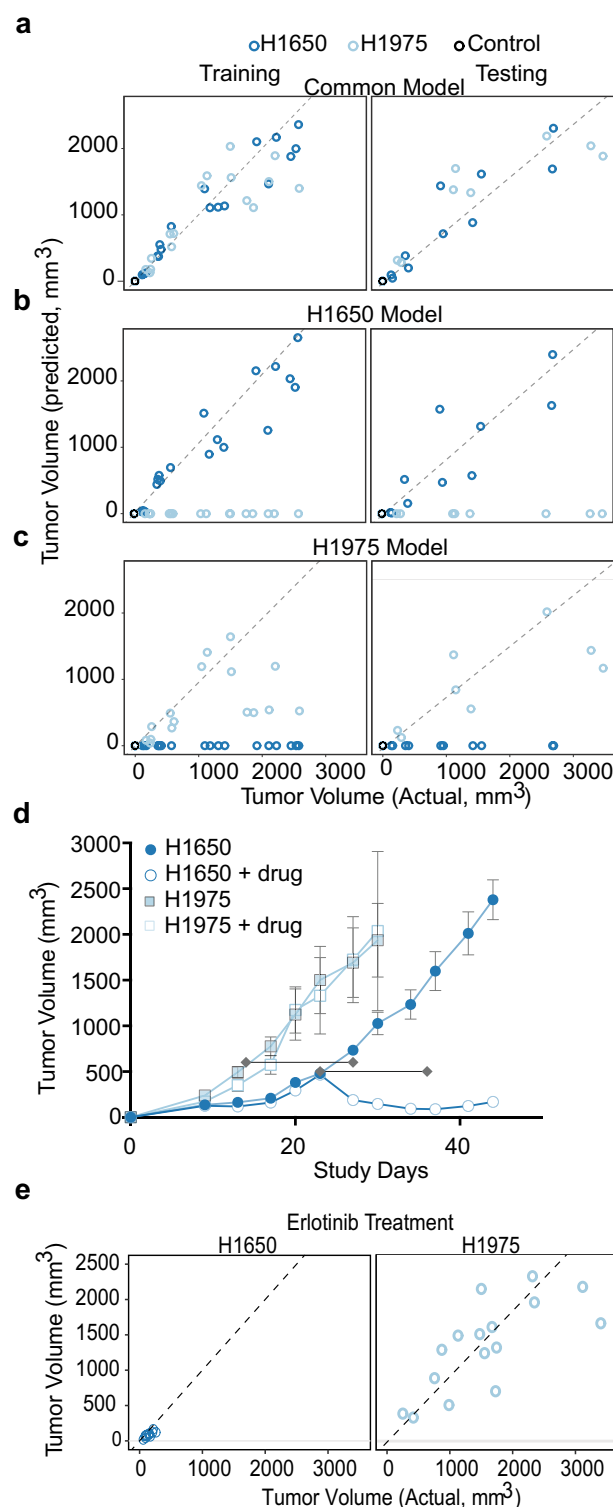 a
H1650 H1975 Control
Training Testing
Common Model
2000
1000
0
b
H1650 Model
2000
1000
0
Tumor Volume (predicted, mm3)
c
H1975 Model
2000
1000
0
0 1000 2000 3000 0 1000 2000 3000
Tumor Volume (Actual, mm3)
d
3000
2500
2000
1500
1000
500
0
H1650
H1650 + drug
H1975
H1975 + drug
Tumor Volume (mm3)
0 20 40
Study Days
e
Erlotinib Treatment
H1650 H1975
2500
2000
1500
1000
500
0
Tumor Volume (mm3)
0 1000 2000 3000 0 1000 2000 3000
Tumor Volume (Actual, mm3)